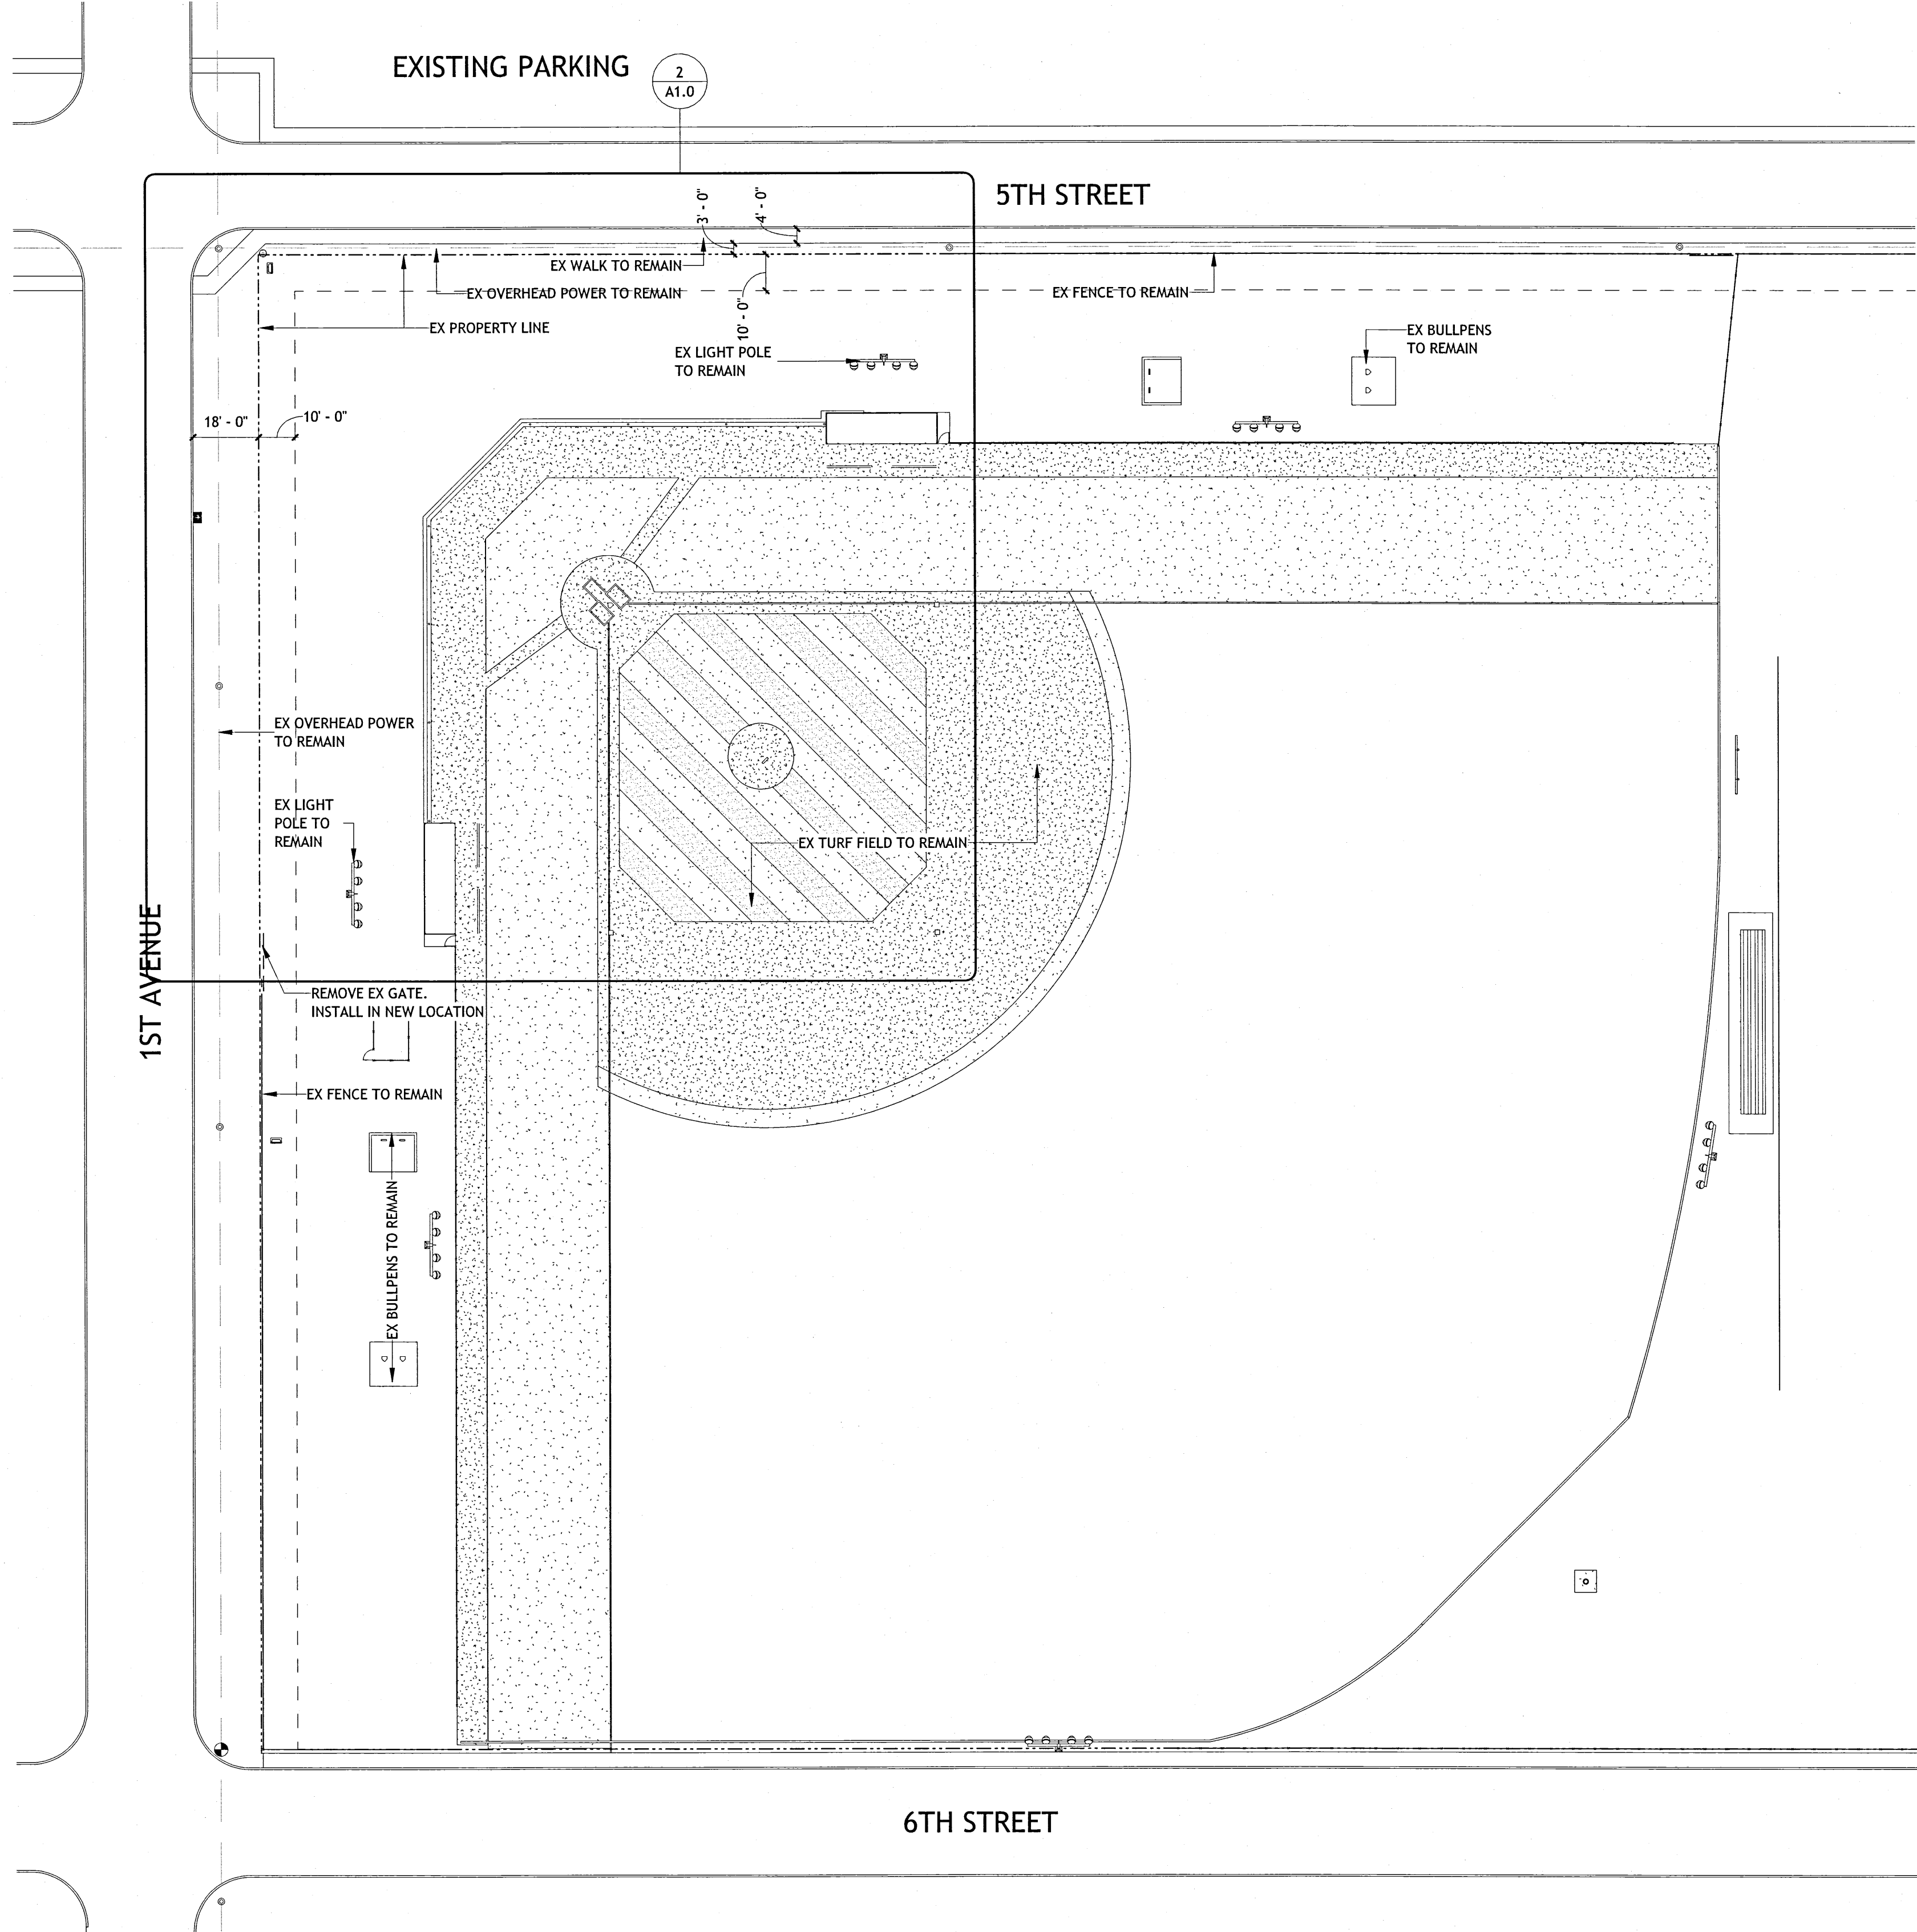 EXISTING PARKING
2
A1.0
5TH STREET
3' - 0"
4' - 0"
EX WALK TO REMAIN
EX OVERHEAD POWER TO REMAIN
10' - 0"
EX FENCE TO REMAIN
EX PROPERTY LINE
EX BULLPENS
TO REMAIN
EX LIGHT POLE
TO REMAIN
18' - 0"
10' - 0"
EX OVERHEAD POWER
TO REMAIN
EX LIGHT
POLE TO
REMAIN
EX TURF FIELD TO REMAIN
1ST AVENUE
REMOVE EX GATE.
INSTALL IN NEW LOCATION
EX FENCE TO REMAIN
EX BULLPENS TO REMAIN
6TH STREET